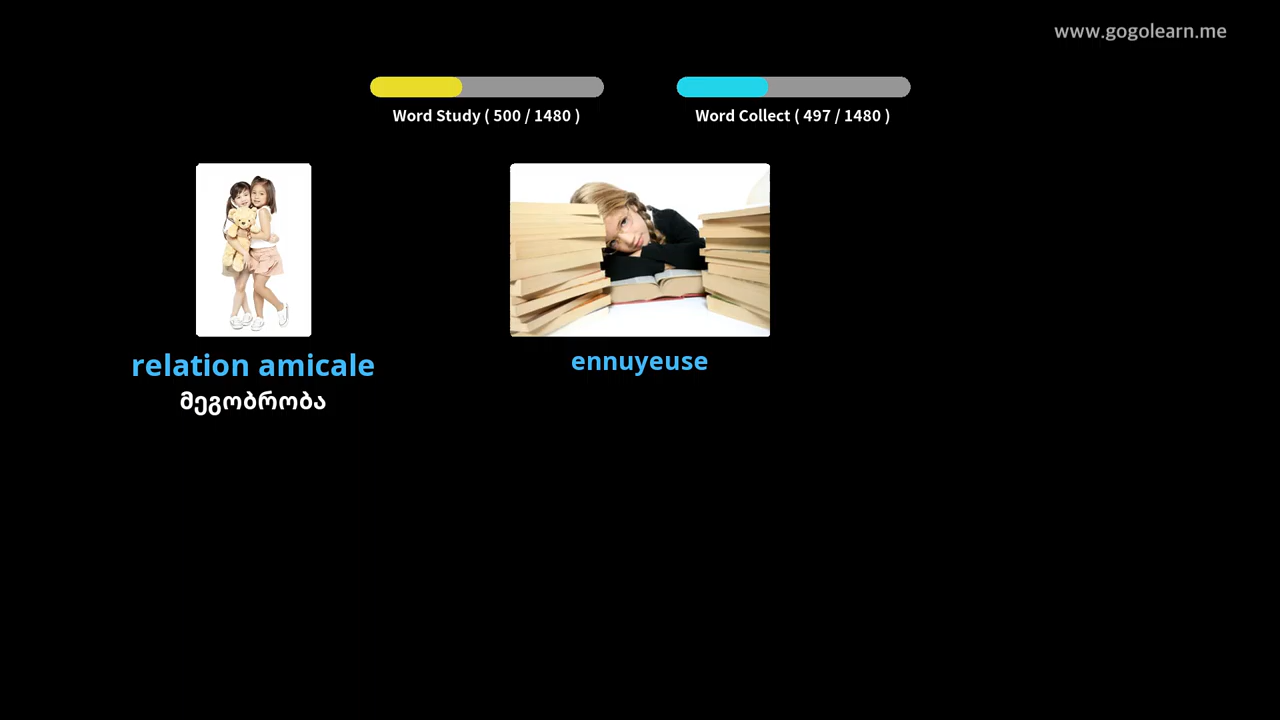 www.gogolearn.me
Word Study ( 500 / 1480 )
Word Collect ( 497 / 1480 )
relation amicale
მეგობრობა
ennuyeuse